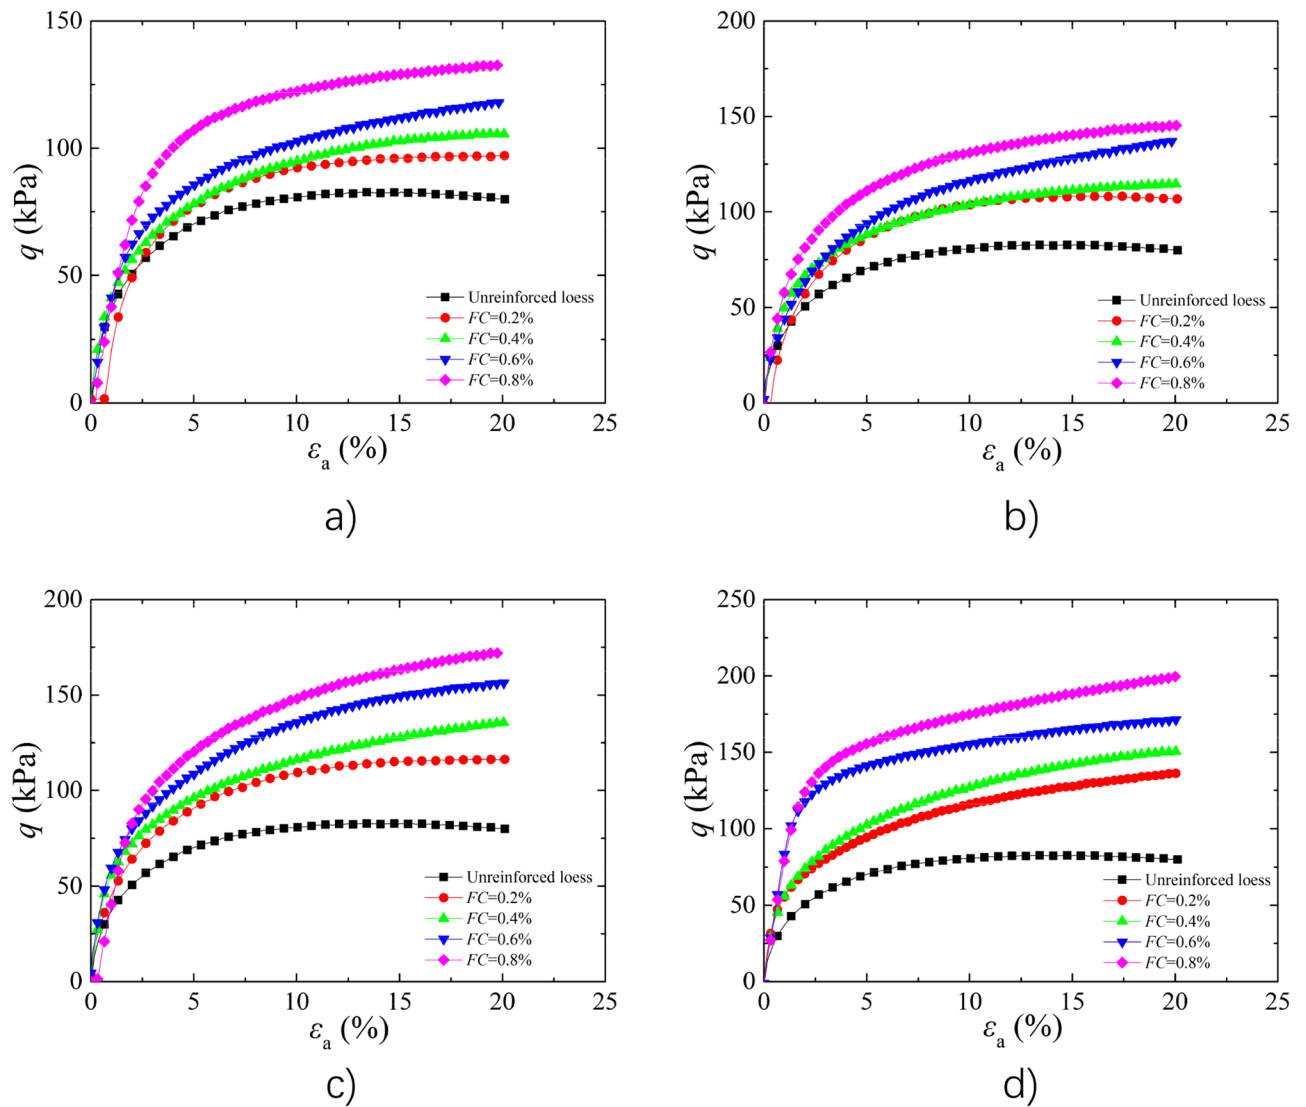 150
100
50
0
q (kPa)
0 5 10 15 20 25
εa (%)
Unreinforced loess
FC=0.2%
FC=0.4%
FC=0.6%
FC=0.8%
a)
200
150
100
50
0
q (kPa)
0 5 10 15 20 25
εa (%)
Unreinforced loess
FC=0.2%
FC=0.4%
FC=0.6%
FC=0.8%
b)
200
150
100
50
0
q (kPa)
0 5 10 15 20 25
εa (%)
Unreinforced loess
FC=0.2%
FC=0.4%
FC=0.6%
FC=0.8%
c)
250
200
150
100
50
0
q (kPa)
0 5 10 15 20 25
εa (%)
Unreinforced loess
FC=0.2%
FC=0.4%
FC=0.6%
FC=0.8%
d)